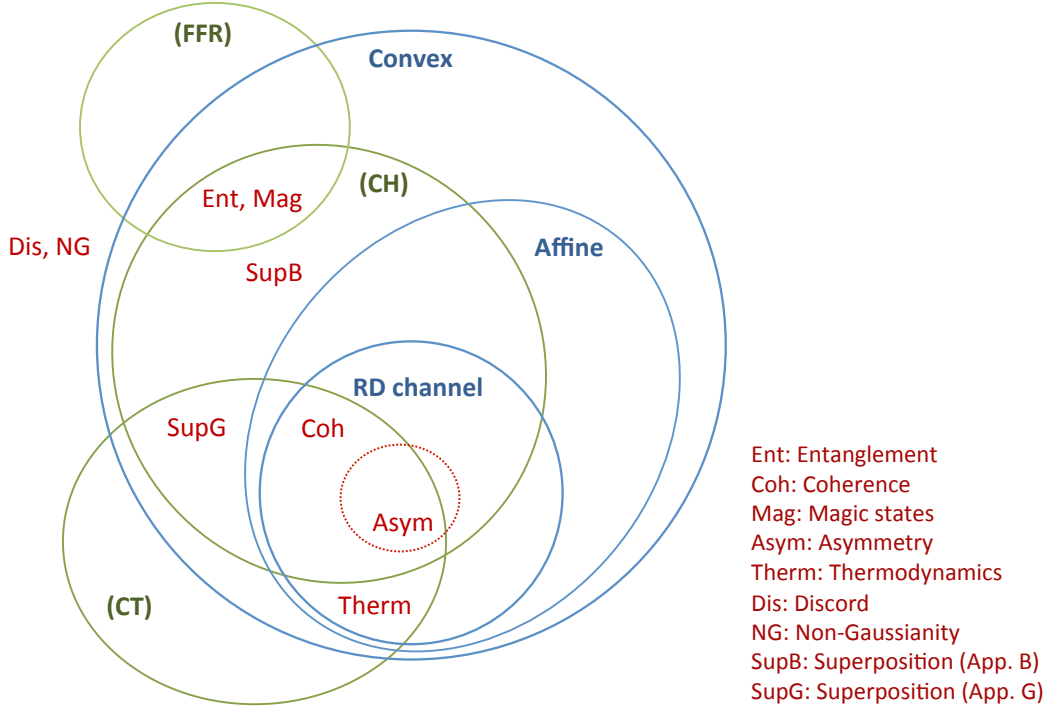 (FFR)
Convex
(CH)
Ent, Mag
Dis, NG
SupB
Affine
RD channel
SupG
Coh
Asym
Therm
(CT)
Ent: Entanglement
Coh: Coherence
Mag: Magic states
Asym: Asymmetry
Therm: Thermodynamics
Dis: Discord
NG: Non-Gaussianity
SupB: Superposition (App. B)
SupG: Superposition (App. G)